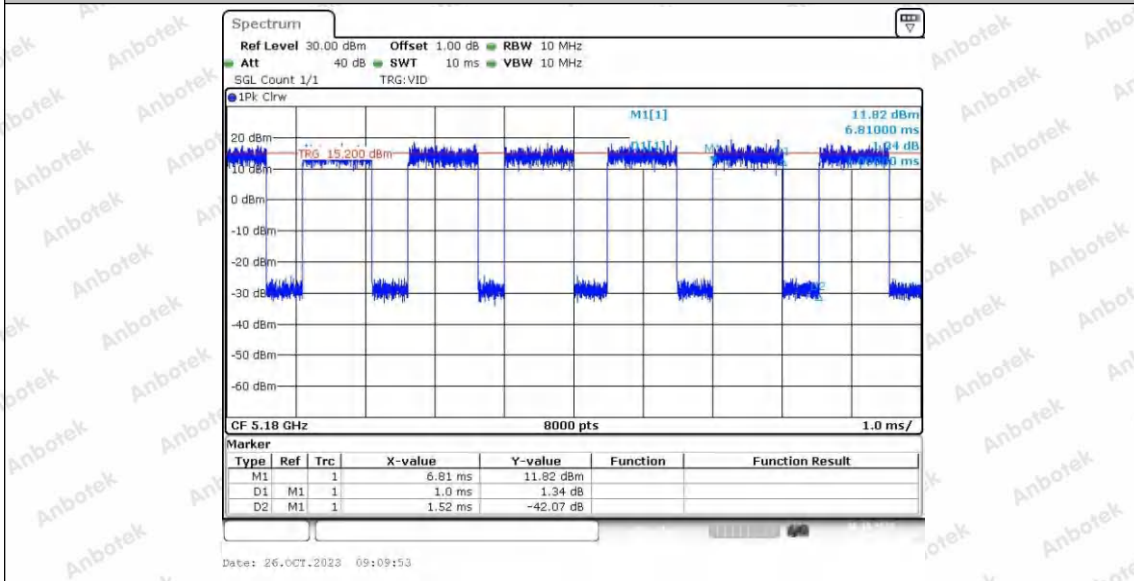 Spectrum
Ref Level 30.00 dBm Offset 1.00 dB RBW 10 MHz
Att 40 dB SWT 10 ms VBW 10 MHz
SGL Count 1/1 TRG:VID
1Pk Clrw
M1[1] 11.82 dBm
6.81000 ms
D1[1] 1.34 dB
20 dBm
TRG 15.200 dBm
10 dBm
0 dBm
-10 dBm
-20 dBm
-30 dBm
-40 dBm
-50 dBm
-60 dBm
CF 5.18 GHz 8000 pts 1.0 ms/
Marker
Type Ref Trc X-value Y-value Function Function Result
M1 1 6.81 ms 11.82 dBm
D1 M1 1 1.0 ms 1.34 dB
D2 M1 1 1.52 ms -42.07 dB
Date: 26.OCT.2023 09:09:53
Anbotek